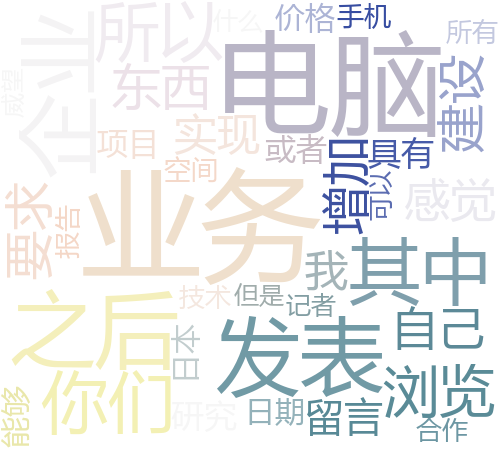 所以
什么
价格
手机
所有
企业
威望
东西
电脑
建设
项目
实现
或者
增加
具有
空间
可以
感觉
要求
报告
业务
我
其中
之后
技术
但是
记者
发表
自己
日本
你们
浏览
能够
研究
日期
留言
合作